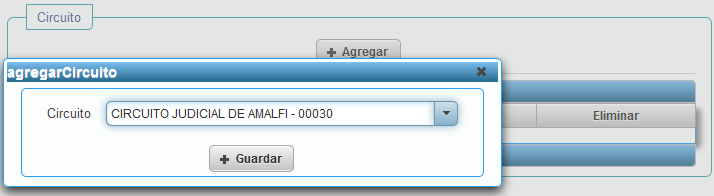 Circuito
Agregar
agregarCircuito
Circuito CIRCUITO JUDICIAL DE AMALFI - 00030
Eliminar
Guardar